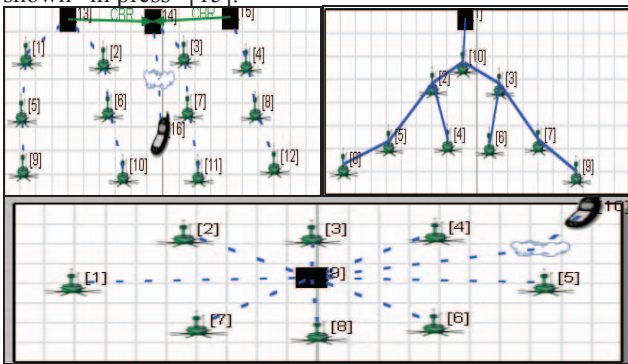 shown "in press" [15].
13] CBR 14] CBR 15]
[1] [2] [3] [4]
[5] [6] [7] [8]
[16]
[9] [10] [11] [12]
[1]
[10]
[2] [3]
[5] [4] [6] [7]
[9]
[2] [3] [4] [10]
[1] 9] [5]
[7] [8] [6]